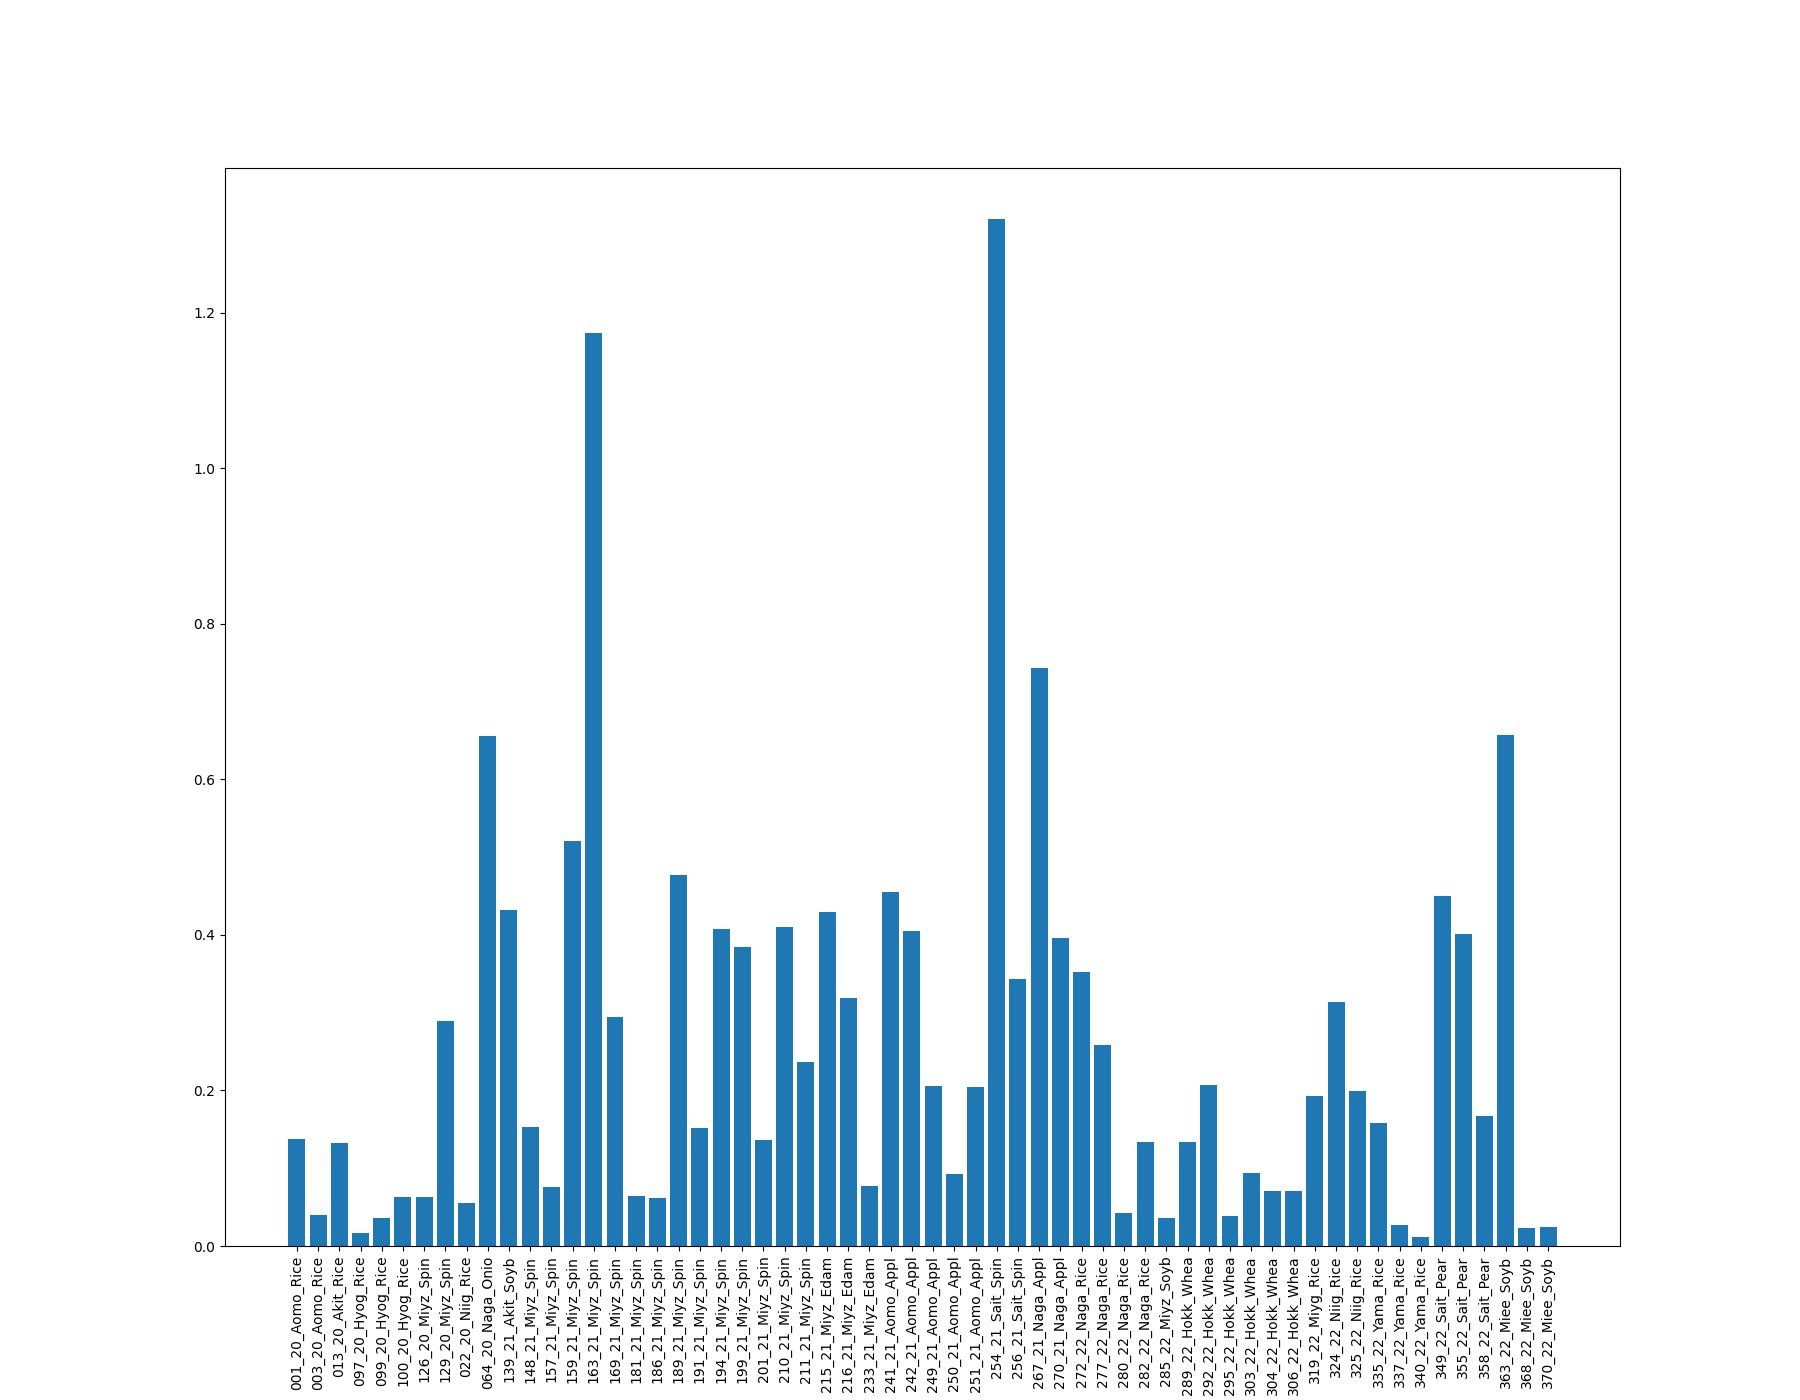 1.2
1.0
0.8
0.6
0.4
0.2
0.0
001_20_Aomo_Rice
003_20_Aomo_Rice
013_20_Akit_Rice
097_20_Hyog_Rice
099_20_Hyog_Rice
100_20_Hyog_Rice
126_20_Miyz_Spin
129_20_Miyz_Spin
022_20_Niig_Rice
064_20_Naga_Onio
139_21_Akit_Soyb
148_21_Miyz_Spin
157_21_Miyz_Spin
159_21_Miyz_Spin
163_21_Miyz_Spin
169_21_Miyz_Spin
181_21_Miyz_Spin
186_21_Miyz_Spin
189_21_Miyz_Spin
191_21_Miyz_Spin
194_21_Miyz_Spin
199_21_Miyz_Spin
201_21_Miyz_Spin
210_21_Miyz_Spin
211_21_Miyz_Spin
215_21_Miyz_Edam
216_21_Miyz_Edam
233_21_Miyz_Edam
241_21_Aomo_Appl
242_21_Aomo_Appl
249_21_Aomo_Appl
250_21_Aomo_Appl
251_21_Aomo_Appl
254_21_Sait_Spin
256_21_Sait_Spin
267_21_Naga_Appl
270_21_Naga_Appl
272_22_Naga_Rice
277_22_Naga_Rice
280_22_Naga_Rice
282_22_Naga_Rice
285_22_Miyz_Soyb
289_22_Hokk_Whea
292_22_Hokk_Whea
295_22_Hokk_Whea
303_22_Hokk_Whea
304_22_Hokk_Whea
306_22_Hokk_Whea
319_22_Miyg_Rice
324_22_Niig_Rice
325_22_Niig_Rice
335_22_Yama_Rice
337_22_Yama_Rice
340_22_Yama_Rice
349_22_Sait_Pear
355_22_Sait_Pear
358_22_Sait_Pear
363_22_Miee_Soyb
368_22_Miee_Soyb
370_22_Miee_Soyb